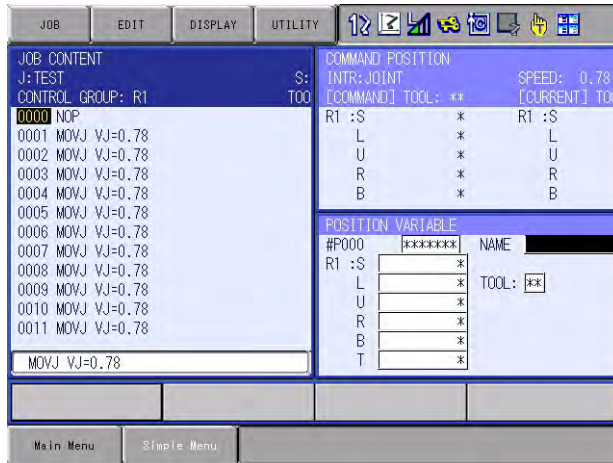 JOB EDIT DISPLAY UTILITY
JOB CONTENT
J:TEST S:
CONTROL GROUP: R1 TOO
0000 NOP
0001 MOVJ VJ=0.78
0002 MOVJ VJ=0.78
0003 MOVJ VJ=0.78
0004 MOVJ VJ=0.78
0005 MOVJ VJ=0.78
0006 MOVJ VJ=0.78
0007 MOVJ VJ=0.78
0008 MOVJ VJ=0.78
0009 MOVJ VJ=0.78
0010 MOVJ VJ=0.78
0011 MOVJ VJ=0.78
MOVJ VJ=0.78
COMMAND POSITION
INTR:JOINT SPEED: 0.78
[COMMAND] TOOL: ** [CURRENT] TO
R1 :S * R1 :S
L * L
U * U
R * R
B * B
POSITION VARIABLE
#P000 ******* NAME
R1 :S *
L * TOOL: **
U *
R *
B *
T *
Main Menu Simple Menu